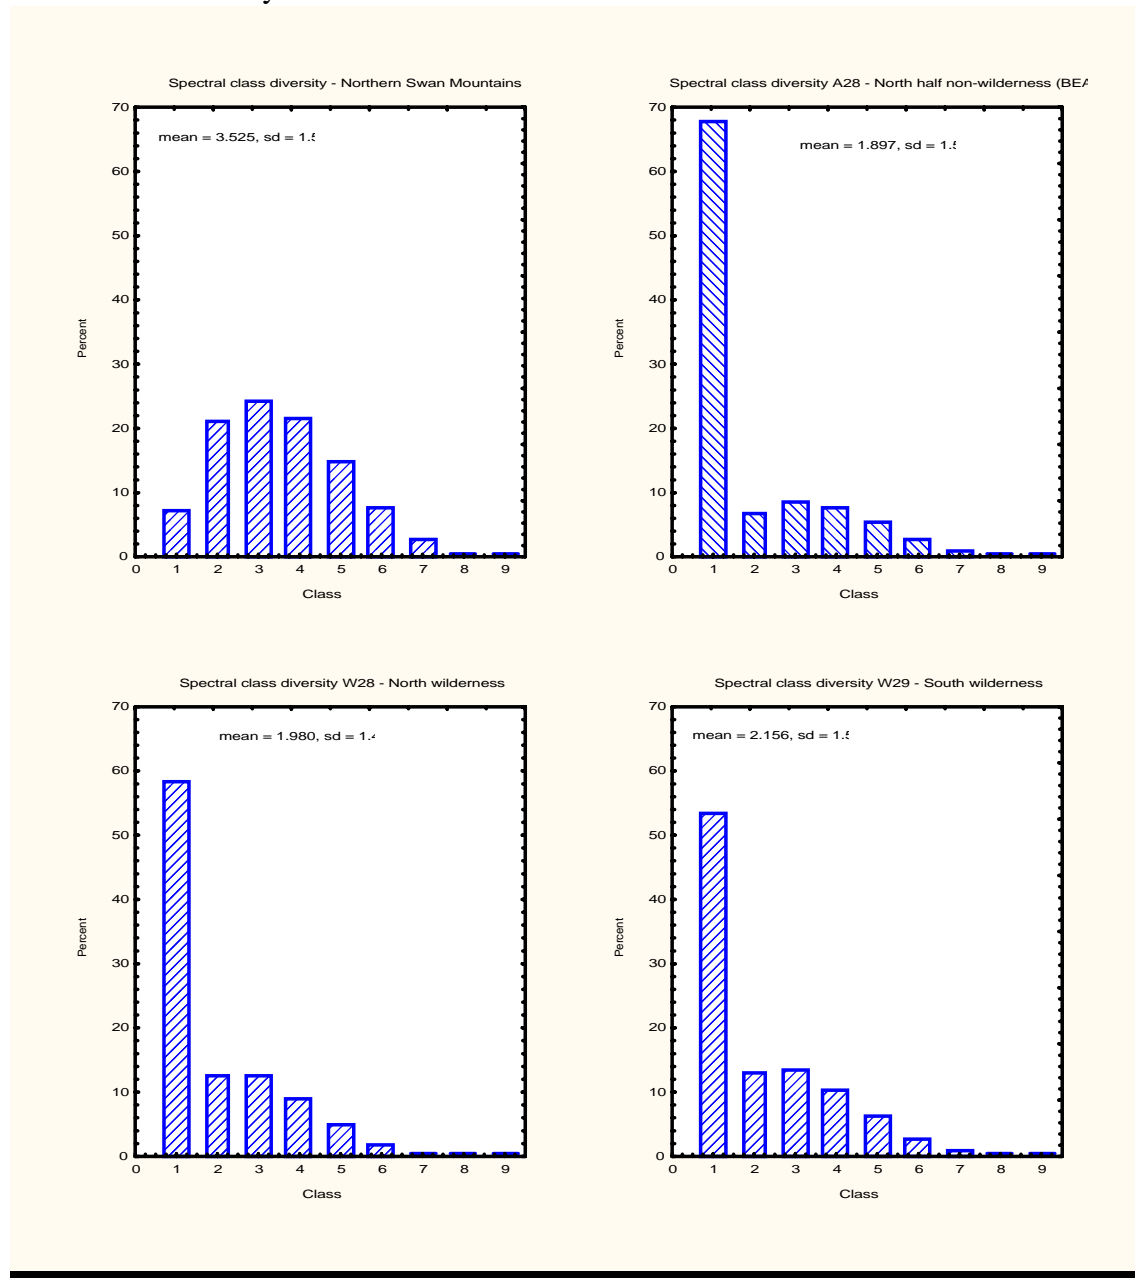 Spectral class diversity - Northern Swan Mountains
mean = 3.525, sd = 1.5
Percent
70
60
50
40
30
20
10
0
0 1 2 3 4 5 6 7 8 9
Class
Spectral class diversity A28 - North half non-wilderness (BEA
mean = 1.897, sd = 1.5
Percent
70
60
50
40
30
20
10
0
0 1 2 3 4 5 6 7 8 9
Class
Spectral class diversity W28 - North wilderness
mean = 1.980, sd = 1.4
Percent
70
60
50
40
30
20
10
0
0 1 2 3 4 5 6 7 8 9
Class
Spectral class diversity W29 - South wilderness
mean = 2.156, sd = 1.5
Percent
70
60
50
40
30
20
10
0
0 1 2 3 4 5 6 7 8 9
Class